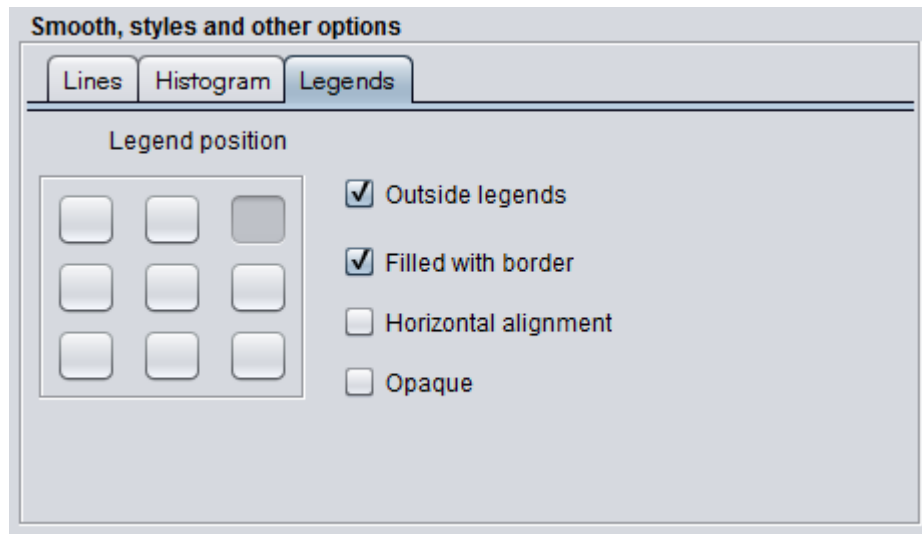 Smooth, styles and other options
Lines Histogram Legends
Legend position
Outside legends
Filled with border
Horizontal alignment
Opaque